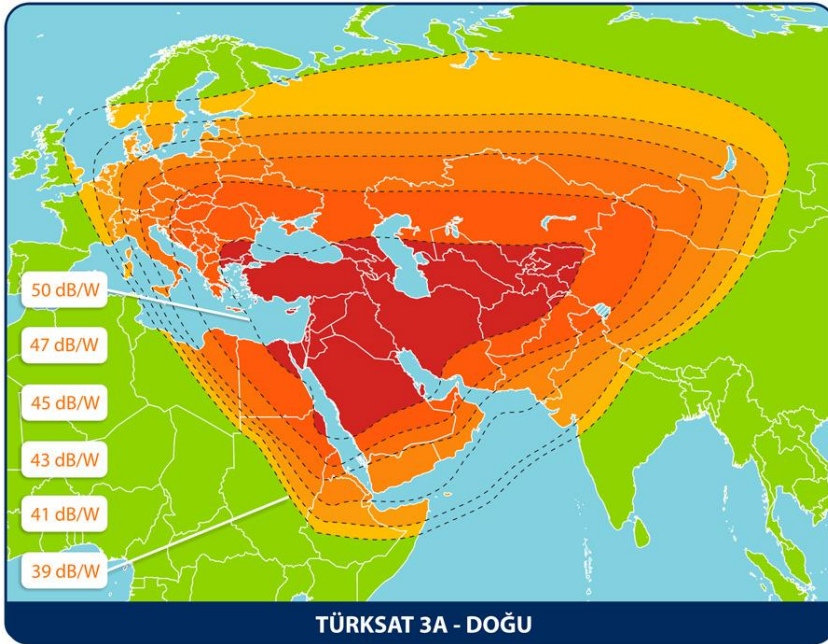 50 dB/W
47 dB/W
45 dB/W
43 dB/W
41 dB/W
39 dB/W
TÜRKSAT 3A - DOĞU